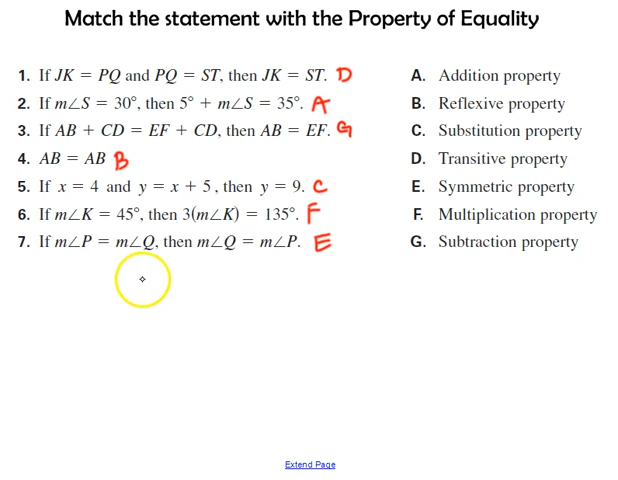 Match the statement with the Property of Equality
1. If JK = PQ and PQ = ST, then JK = ST. D
A. Addition property
2. If m∠S = 30°, then 5° + m∠S = 35°. A
B. Reflexive property
3. If AB + CD = EF + CD, then AB = EF. G
C. Substitution property
4. AB = AB B
D. Transitive property
5. If x = 4 and y = x + 5, then y = 9. C
E. Symmetric property
6. If m∠K = 45°, then 3(m∠K) = 135°. F
F. Multiplication property
7. If m∠P = m∠Q, then m∠Q = m∠P. E
G. Subtraction property
Extend Page